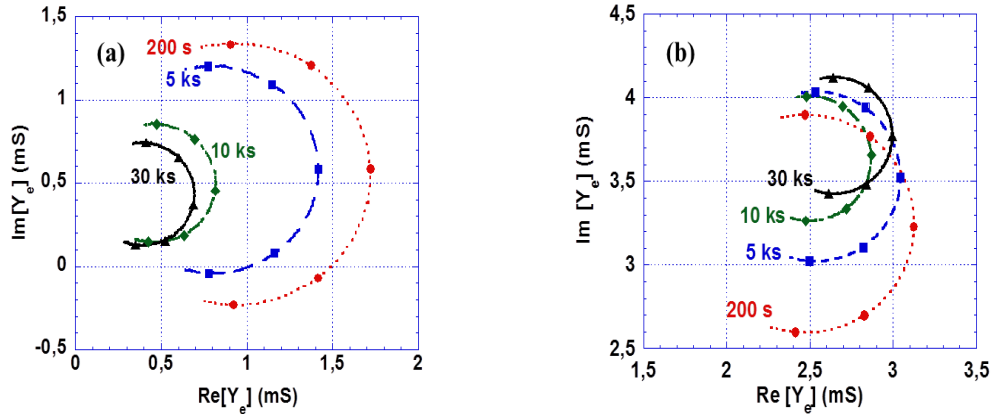 (a)
1,5
1
0,5
0
-0,5
Im[Yₑ] (mS)
200 s
5 ks
10 ks
30 ks
0
0,5
1
1,5
2
Re[Yₑ] (mS)
(b)
4,5
4
3,5
3
2,5
Im [Yₑ] (mS)
30 ks
10 ks
5 ks
200 s
1,5
2
2,5
3
3,5
Re [Yₑ] (mS)